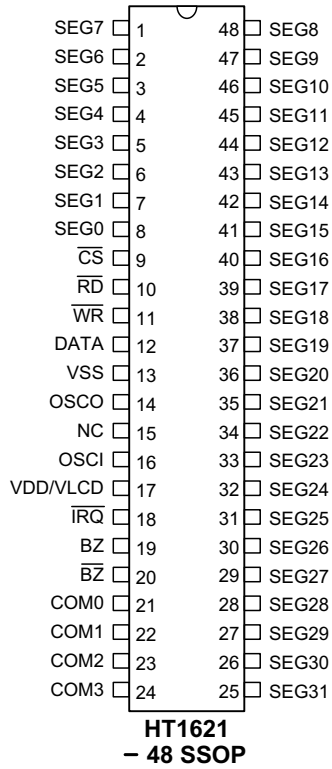 SEG7 1 48 SEG8
SEG6 2 47 SEG9
SEG5 3 46 SEG10
SEG4 4 45 SEG11
SEG3 5 44 SEG12
SEG2 6 43 SEG13
SEG1 7 42 SEG14
SEG0 8 41 SEG15
C̅S̅ 9 40 SEG16
R̅D̅ 10 39 SEG17
W̅R̅ 11 38 SEG18
DATA 12 37 SEG19
VSS 13 36 SEG20
OSCO 14 35 SEG21
NC 15 34 SEG22
OSCI 16 33 SEG23
VDD/VLCD 17 32 SEG24
I̅R̅Q̅ 18 31 SEG25
BZ 19 30 SEG26
B̅Z̅ 20 29 SEG27
COM0 21 28 SEG28
COM1 22 27 SEG29
COM2 23 26 SEG30
COM3 24 25 SEG31
HT1621
– 48 SSOP